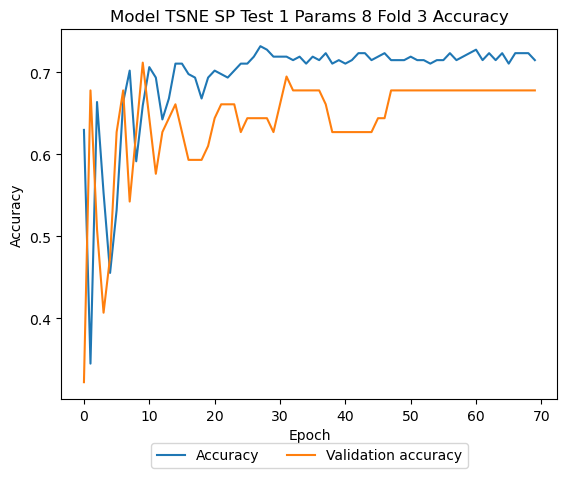 Model TSNE SP Test 1 Params 8 Fold 3 Accuracy
0.7
0.6
0.5
0.4
Accuracy
0 10 20 30 40 50 60 70
Epoch
Accuracy Validation accuracy